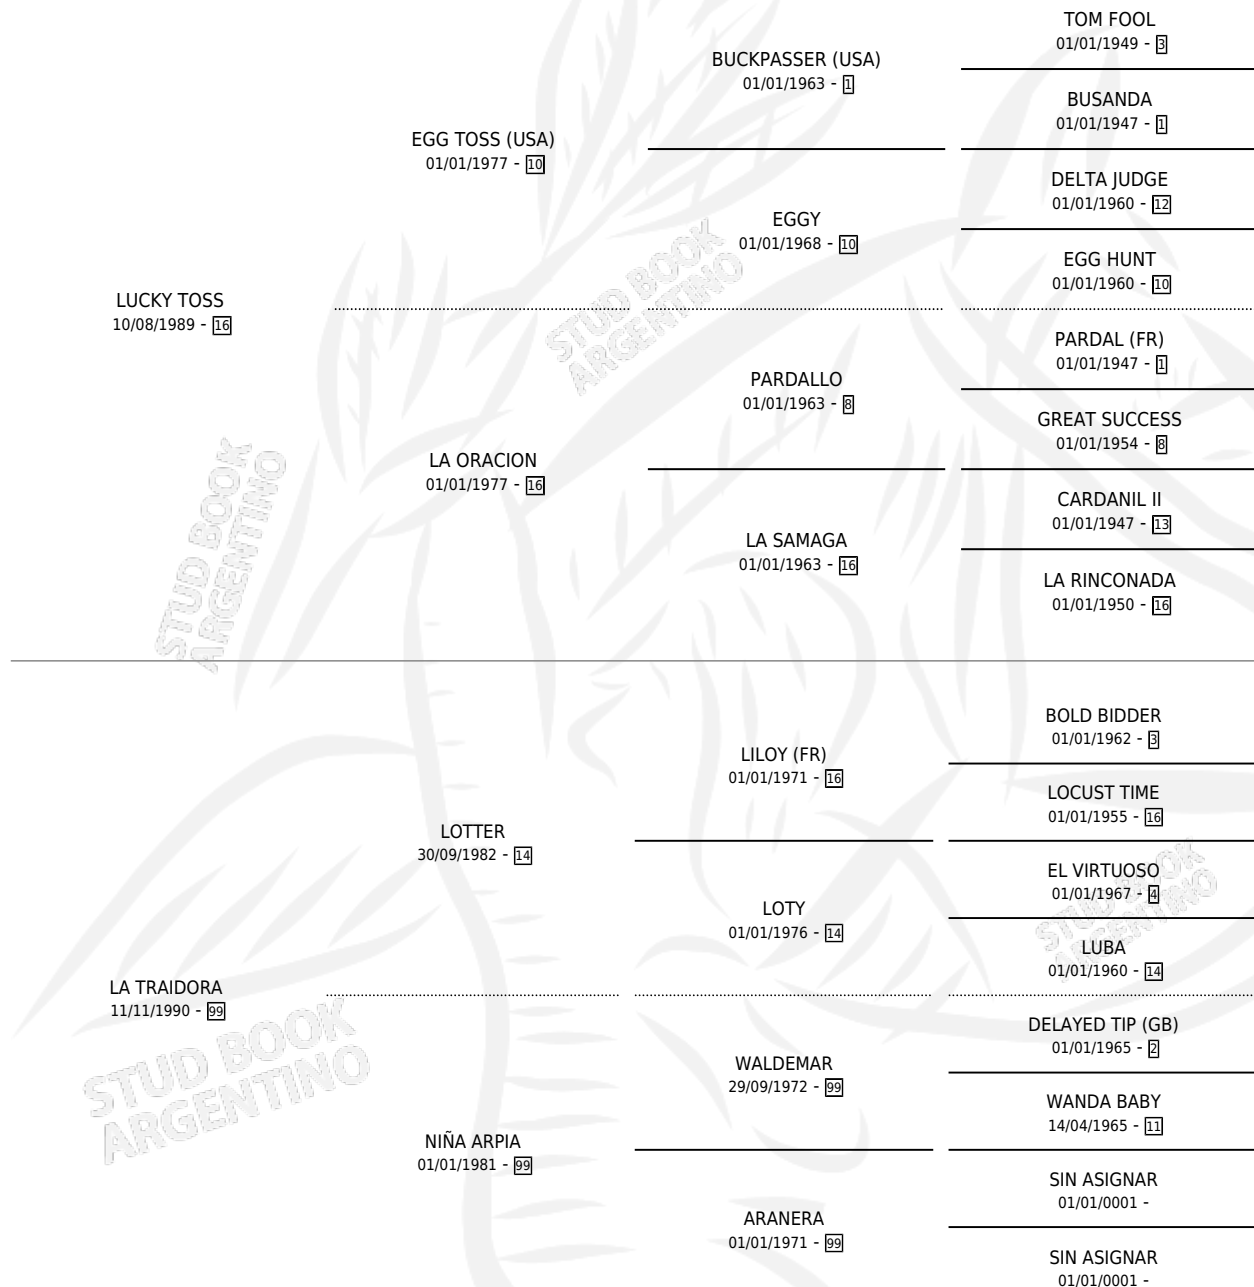 TOM FOOL
01/01/1949 - 3
BUCKPASSER (USA)
01/01/1963 - 1
BUSANDA
01/01/1947 - 1
EGG TOSS (USA)
01/01/1977 - 10
DELTA JUDGE
01/01/1960 - 12
EGGY
01/01/1968 - 10
EGG HUNT
01/01/1960 - 10
LUCKY TOSS
10/08/1989 - 16
PARDAL (FR)
01/01/1947 - 1
PARDALLO
01/01/1963 - 8
GREAT SUCCESS
01/01/1954 - 8
LA ORACION
01/01/1977 - 16
CARDANIL II
01/01/1947 - 13
LA SAMAGA
01/01/1963 - 16
LA RINCONADA
01/01/1950 - 16
BOLD BIDDER
01/01/1962 - 3
LILOY (FR)
01/01/1971 - 16
LOCUST TIME
01/01/1955 - 16
LOTTER
30/09/1982 - 14
EL VIRTUOSO
01/01/1967 - 4
LOTY
01/01/1976 - 14
LUBA
01/01/1960 - 14
LA TRAIDORA
11/11/1990 - 99
DELAYED TIP (GB)
01/01/1965 - 2
WALDEMAR
29/09/1972 - 99
WANDA BABY
14/04/1965 - 11
NIÑA ARPIA
01/01/1981 - 99
SIN ASIGNAR
01/01/0001 -
ARANERA
01/01/1971 - 99
SIN ASIGNAR
01/01/0001 -
STUD BOOK
ARGENTINO
STUD BOOK
ARGENTINO
STUD BOOK
ARGENTINO
STUD BOOK
ARGENTINO